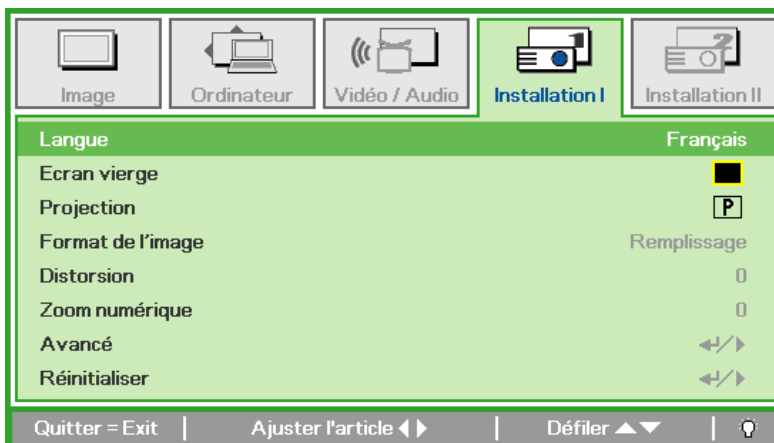 Image Ordinateur Vidéo / Audio Installation I Installation II
Langue Français
Ecran vierge
Projection P
Format de l'image Remplissage
Distorsion 0
Zoom numérique 0
Avancé
Réinitialiser
Quitter = Exit Ajuster l'article Défiler